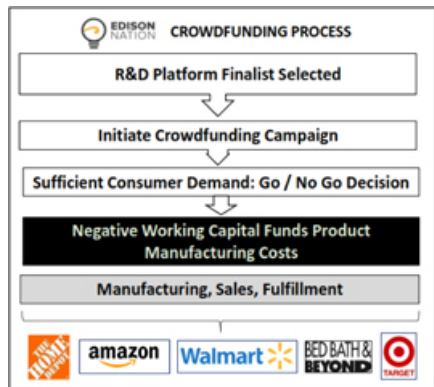 EDISON
NATION
CROWDFUNDING PROCESS
R&D Platform Finalist Selected
Initiate Crowdfunding Campaign
Sufficient Consumer Demand: Go / No Go Decision
Negative Working Capital Funds Product
Manufacturing Costs
Manufacturing, Sales, Fulfillment
THE
HOME
DEPOT
amazon
Walmart
BED BATH &
BEYOND
TARGET